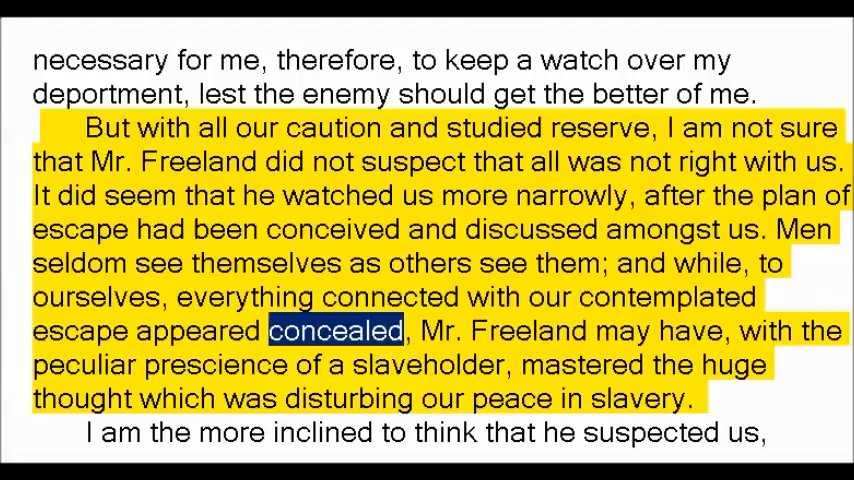 necessary for me, therefore, to keep a watch over my
deportment, lest the enemy should get the better of me.
But with all our caution and studied reserve, I am not sure
that Mr. Freeland did not suspect that all was not right with us.
It did seem that he watched us more narrowly, after the plan of
escape had been conceived and discussed amongst us. Men
seldom see themselves as others see them; and while, to
ourselves, everything connected with our contemplated
escape appeared concealed, Mr. Freeland may have, with the
peculiar prescience of a slaveholder, mastered the huge
thought which was disturbing our peace in slavery.
I am the more inclined to think that he suspected us,